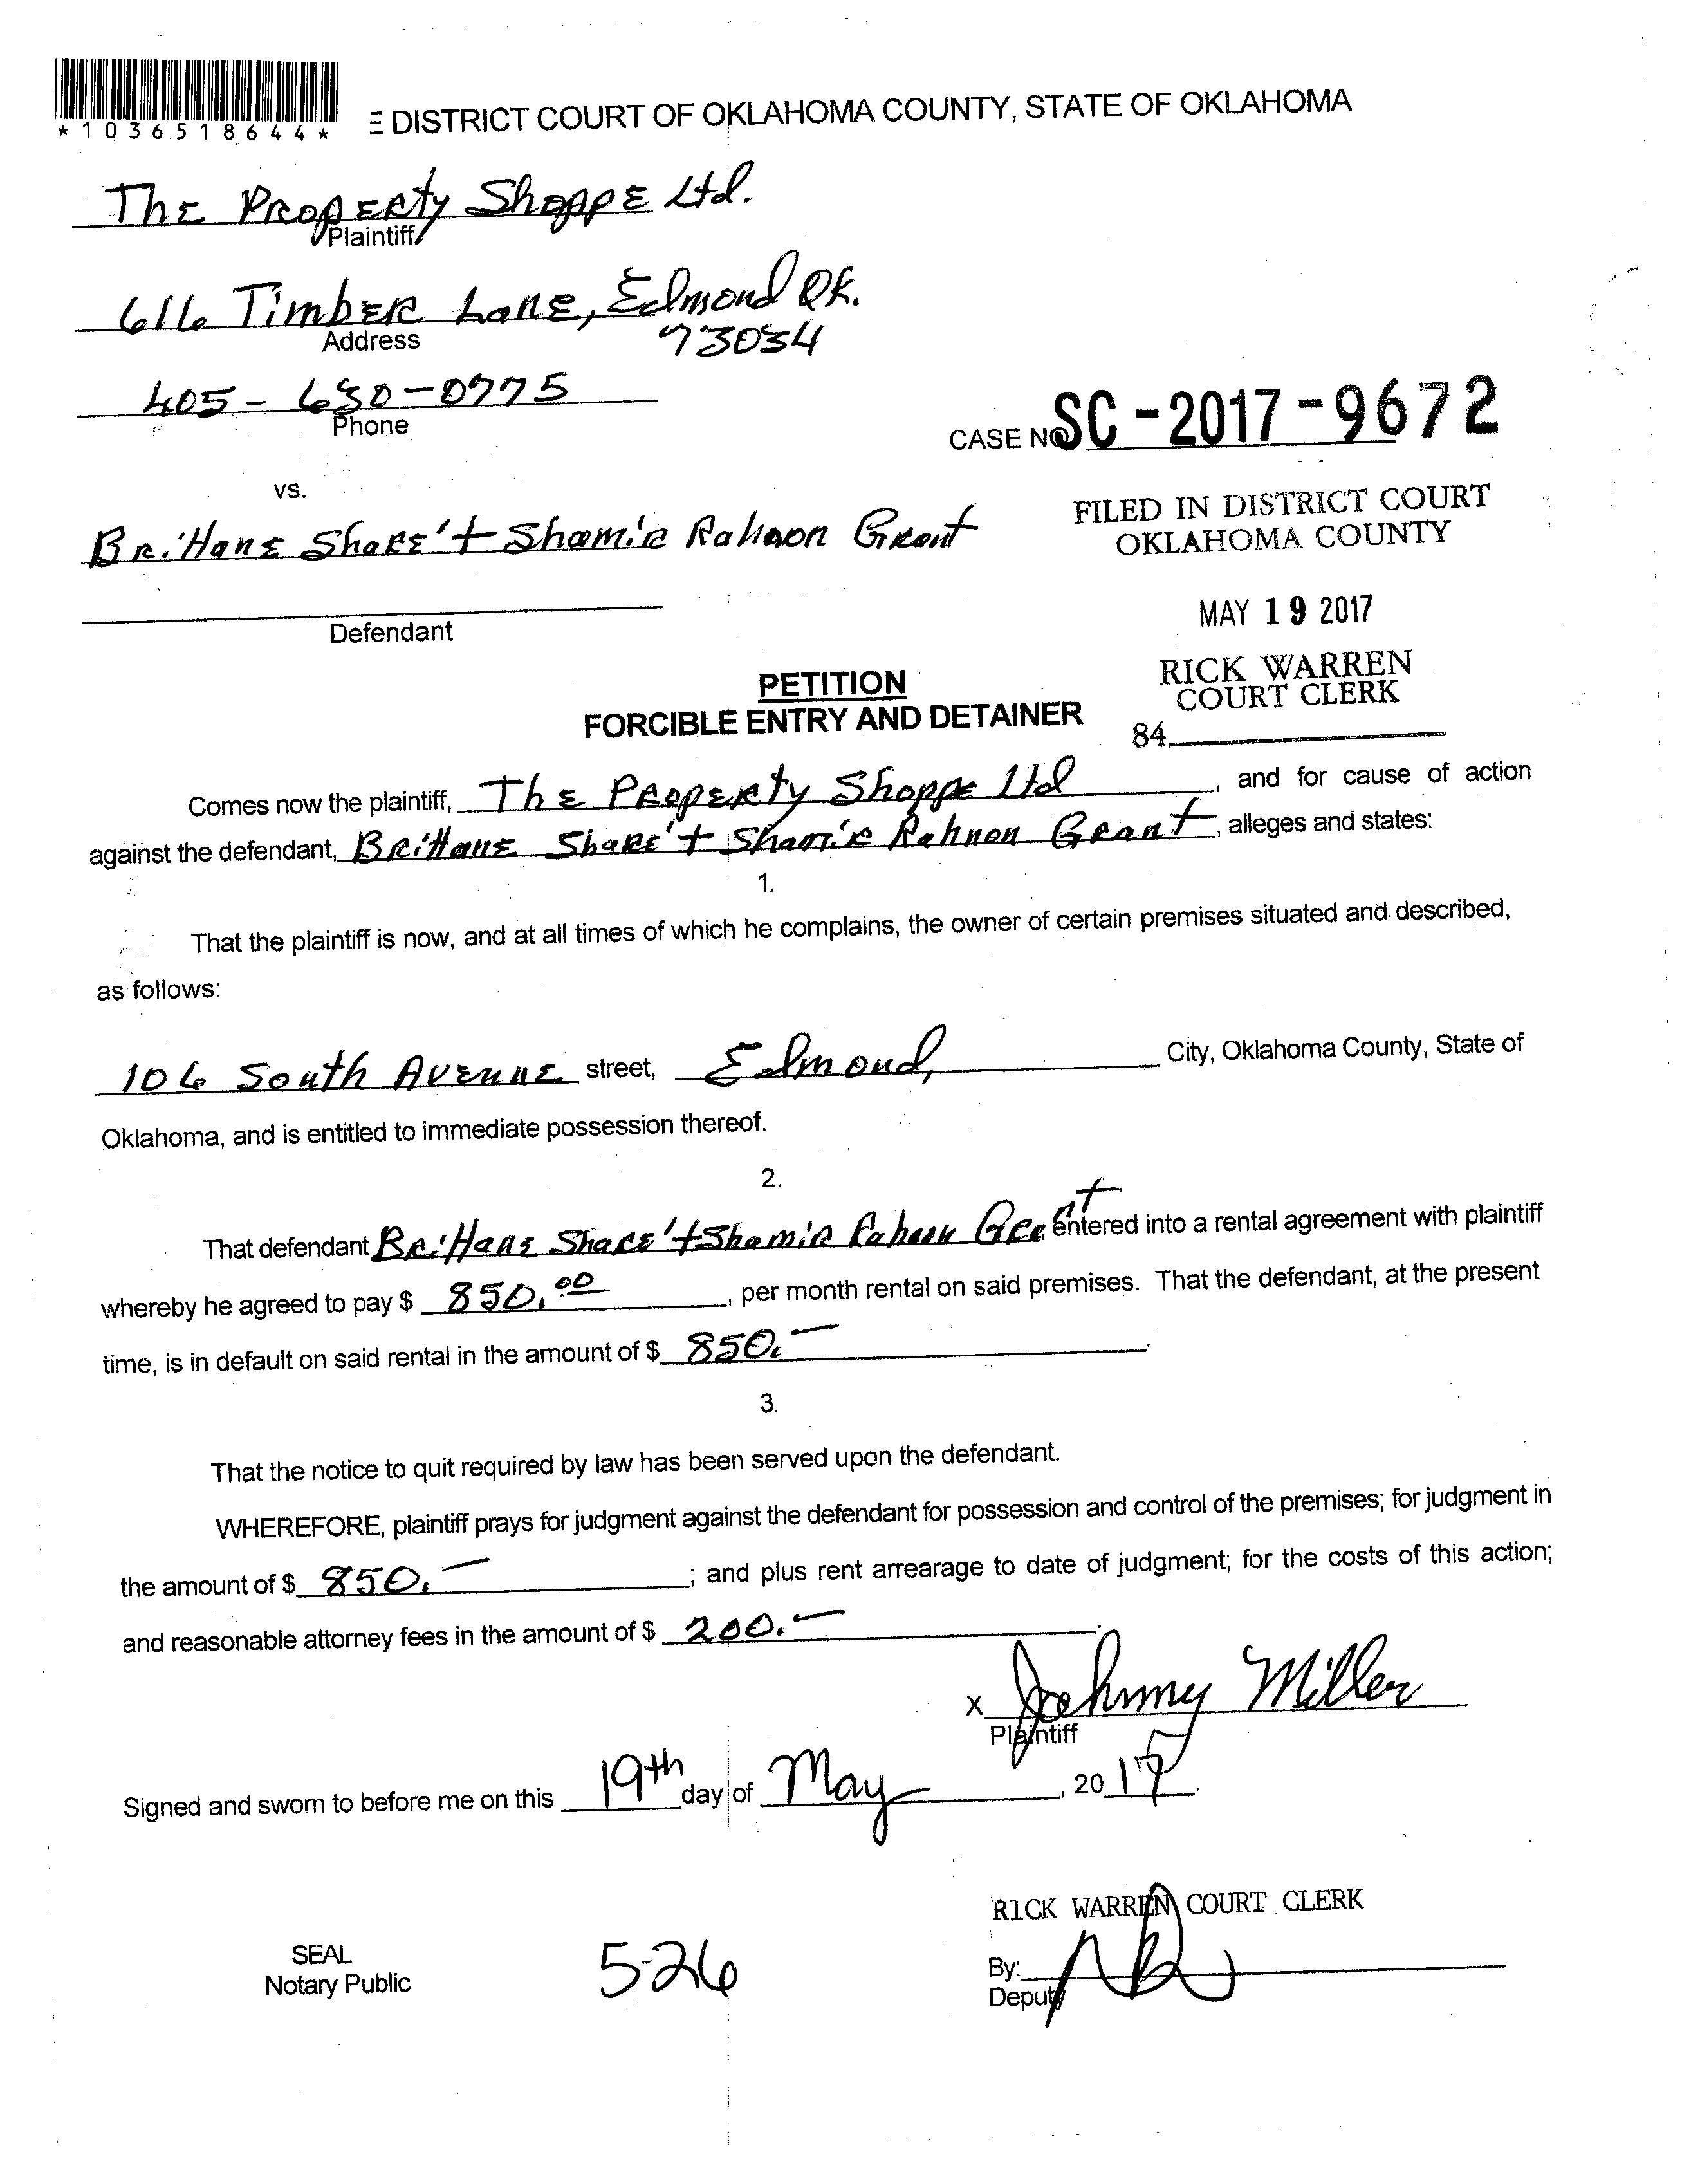 *1036518644*
E DISTRICT COURT OF OKLAHOMA COUNTY, STATE OF OKLAHOMA
The Property Shoppe Ltd.
Plaintiff
616 Timber Lane, Edmond Ok.
Address
73034
405-630-0775
Phone
CASE NO. SC-2017-9672
vs.
Brittane Share' + Shamir Rahnon Grant
FILED IN DISTRICT COURT
OKLAHOMA COUNTY
MAY 19 2017
Defendant
RICK WARREN
COURT CLERK
84
PETITION
FORCIBLE ENTRY AND DETAINER
Comes now the plaintiff, The Property Shoppe Ltd, and for cause of action
against the defendant, Brittane Share' + Shamir Rahnon Grant, alleges and states:
1.
That the plaintiff is now, and at all times of which he complains, the owner of certain premises situated and described,
as follows:
106 South Avenue street, Edmond, City, Oklahoma County, State of
Oklahoma, and is entitled to immediate possession thereof.
2.
That defendant Brittane Share' + Shamir Grant entered into a rental agreement with plaintiff
whereby he agreed to pay $ 850.00, per month rental on said premises. That the defendant, at the present
time, is in default on said rental in the amount of $ 850.—.
3.
That the notice to quit required by law has been served upon the defendant.
WHEREFORE, plaintiff prays for judgment against the defendant for possession and control of the premises; for judgment in
the amount of $ 850.—; and plus rent arrearage to date of judgment; for the costs of this action;
and reasonable attorney fees in the amount of $ 200.—.
X Johnny Miller
Plaintiff
Signed and sworn to before me on this 19th day of May, 2017.
RICK WARREN COURT CLERK
SEAL
Notary Public
5-26
By:
Deputy